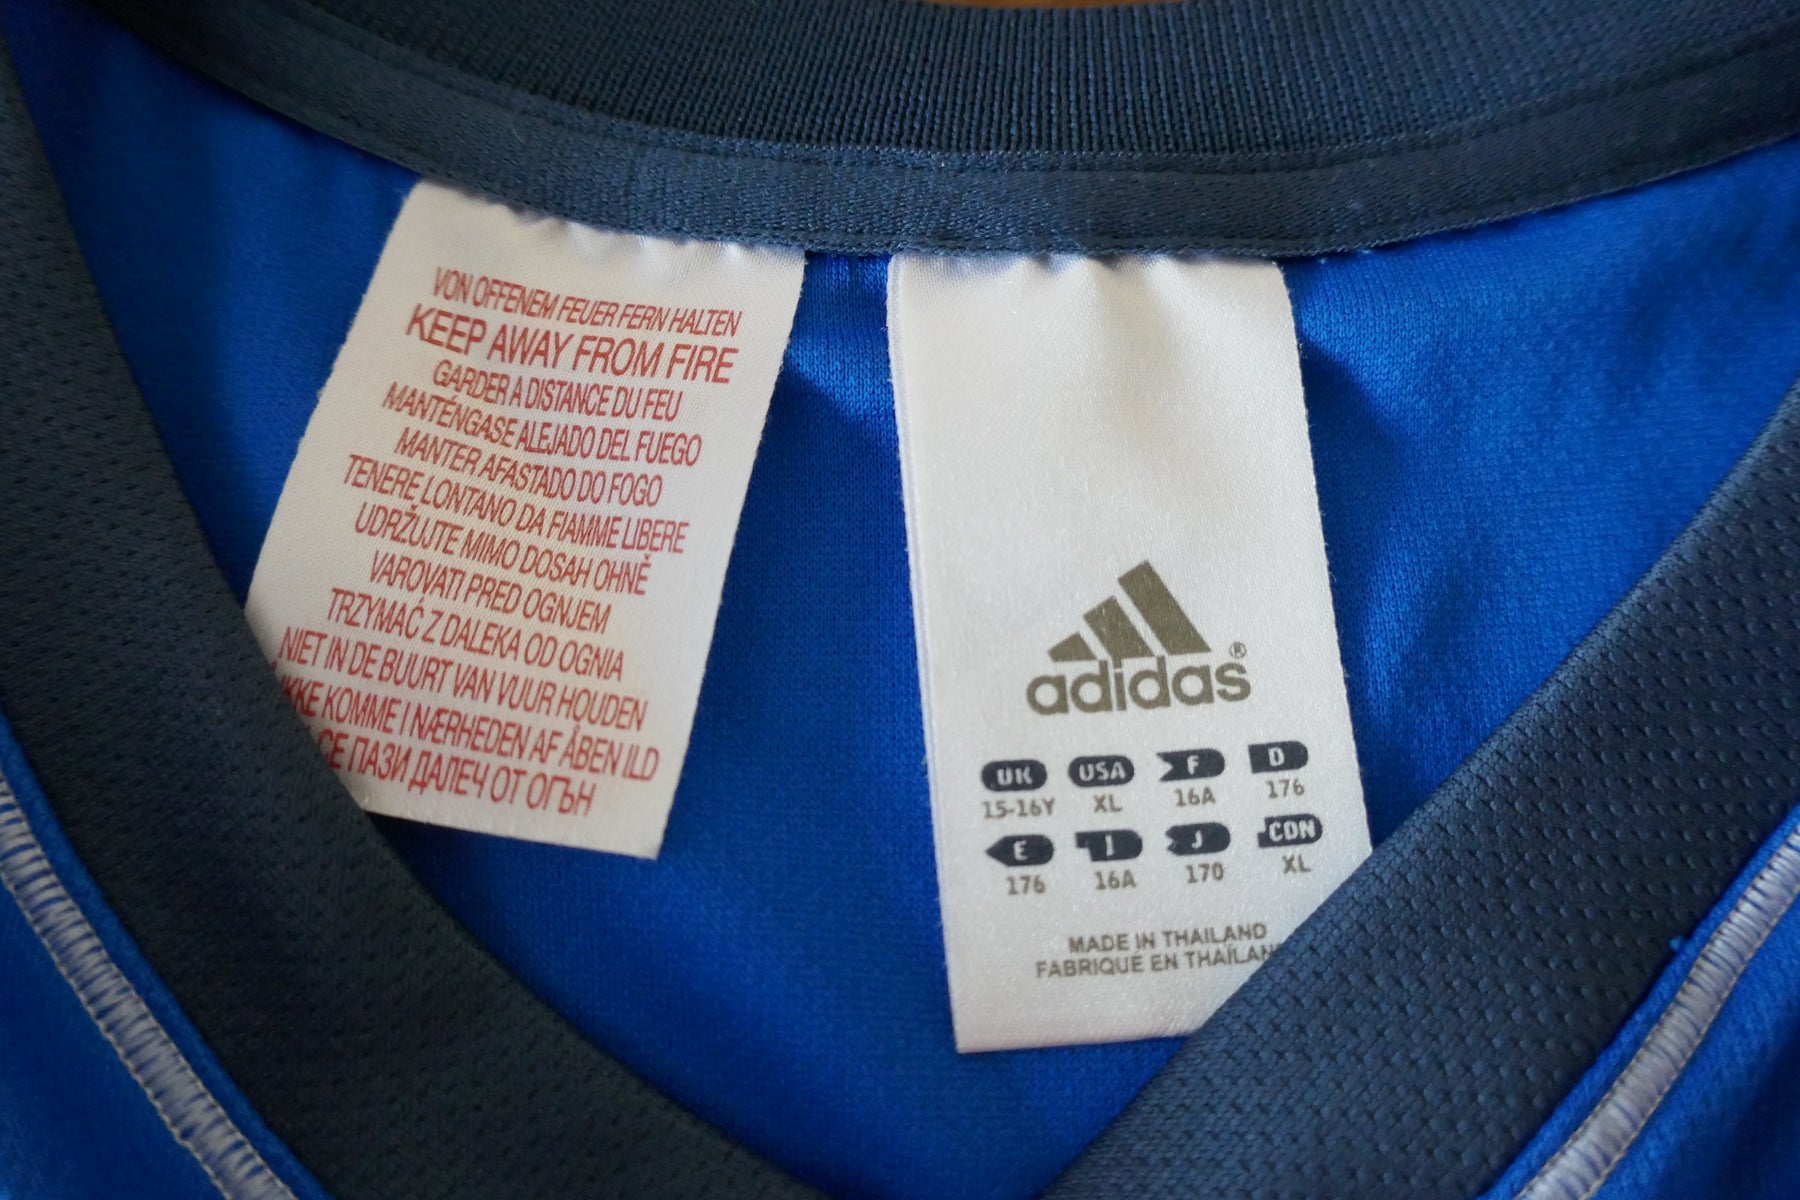 VON OFFENEM FEUER FERN HALTEN
KEEP AWAY FROM FIRE
GARDER A DISTANCE DU FEU
MANTÉNGASE ALEJADO DEL FUEGO
MANTER AFASTADO DO FOGO
TENERE LONTANO DA FIAMME LIBERE
UDRŽUJTE MIMO DOSAH OHNĚ
VAROVATI PRED OGNJEM
TRZYMAĆ Z DALEKA OD OGNIA
NIET IN DE BUURT VAN VUUR HOUDEN
KOMME I NÆRHEDEN AF ÅBEN ILD
СЕ ПАЗИ ДАЛЕЧ ОТ ОГЪН
adidas®
UK USA F D
15-16Y XL 16A 176
E I J CDN
176 16A 170 XL
MADE IN THAILAND
FABRIQUE EN